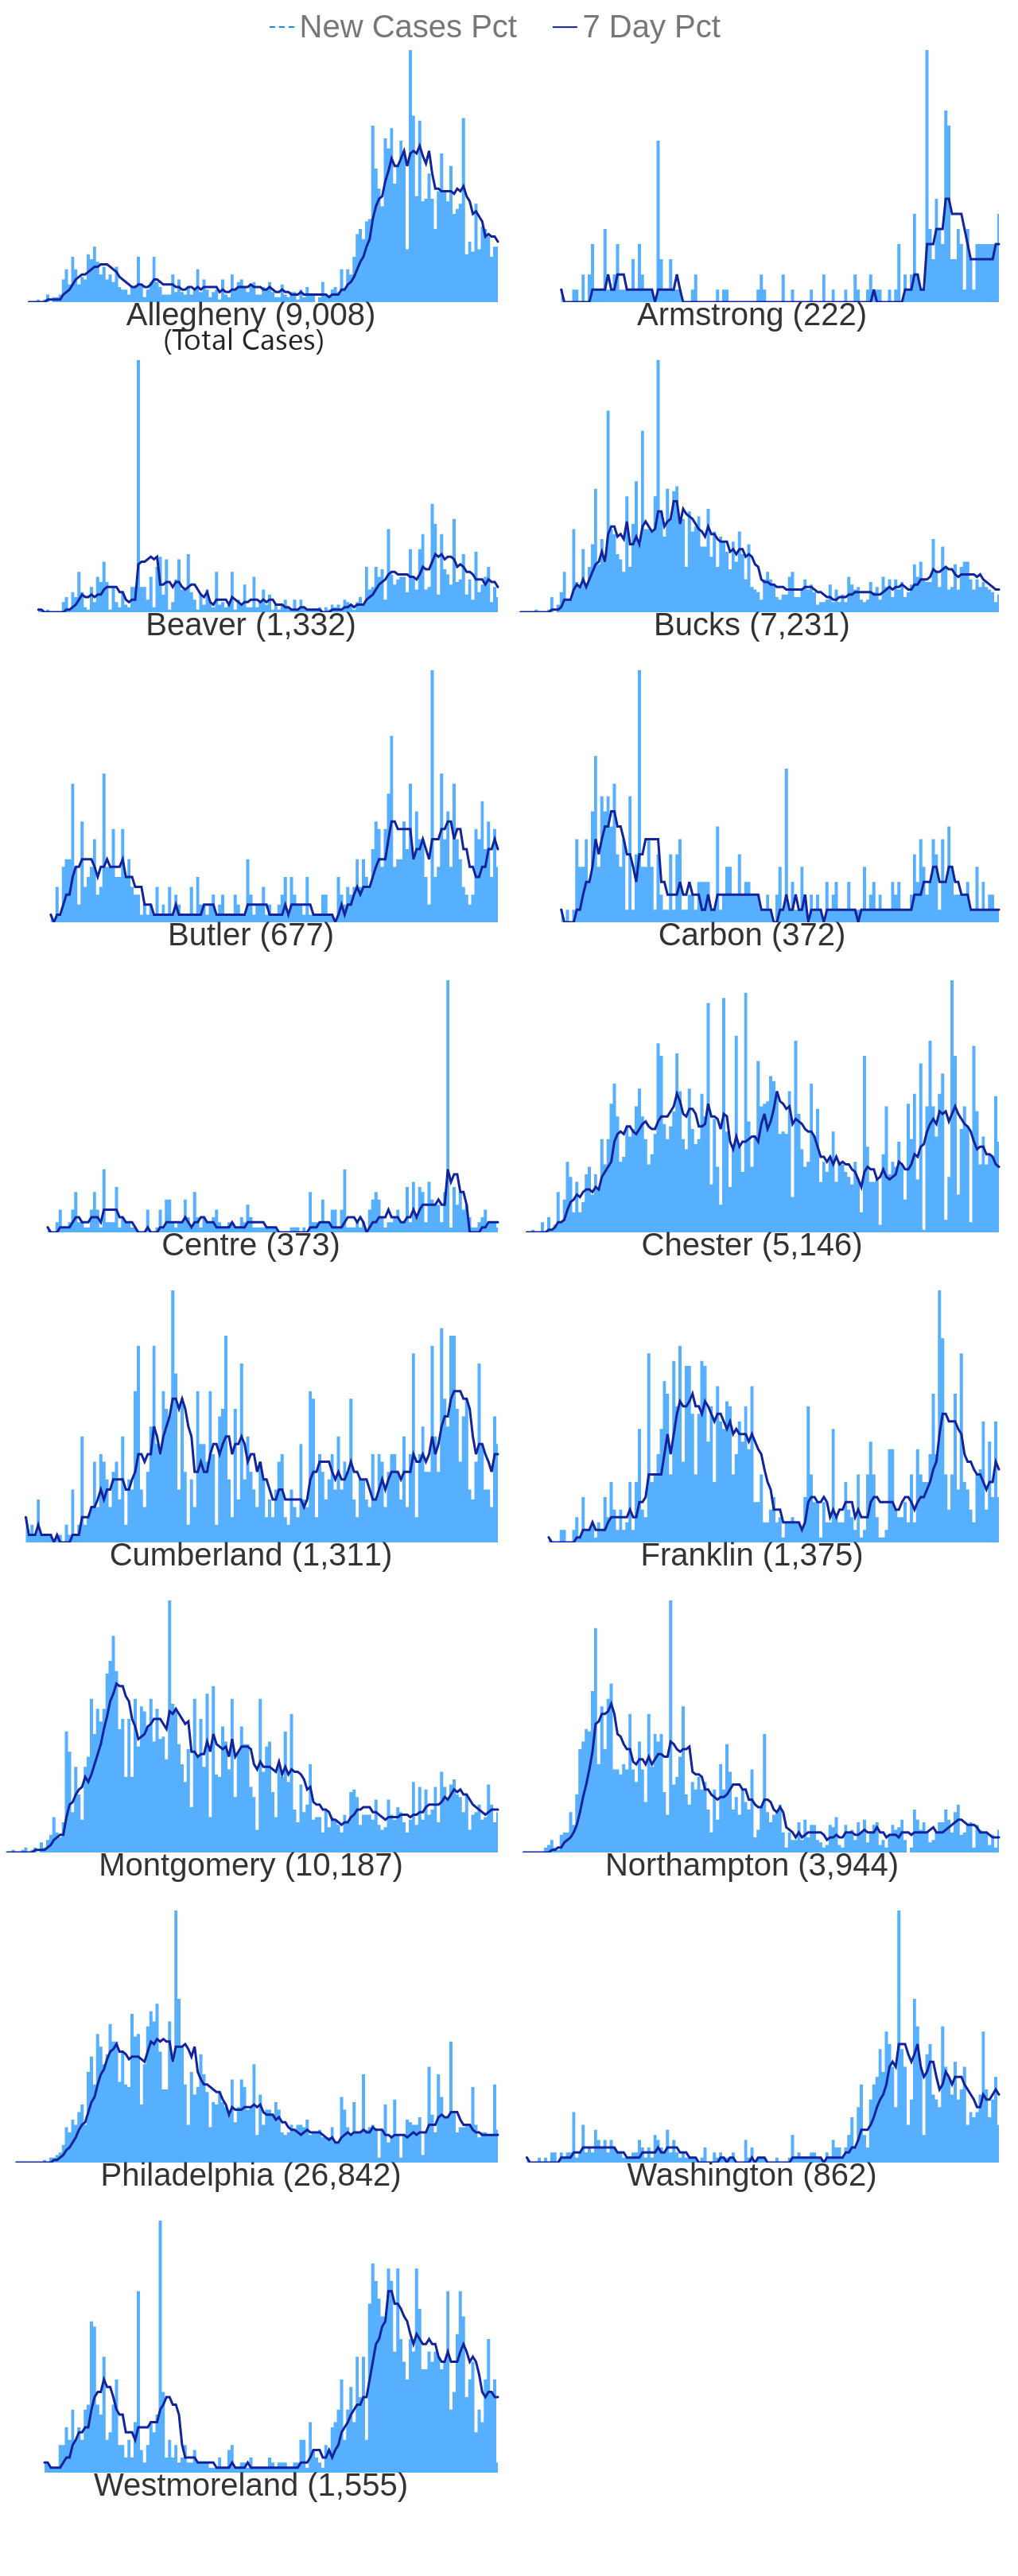 New Cases Pct 7 Day Pct
Allegheny (9,008) Armstrong (222)
(Total Cases)
Beaver (1,332) Bucks (7,231)
Butler (677) Carbon (372)
Centre (373) Chester (5,146)
Cumberland (1,311) Franklin (1,375)
Montgomery (10,187) Northampton (3,944)
Philadelphia (26,842) Washington (862)
Westmoreland (1,555)